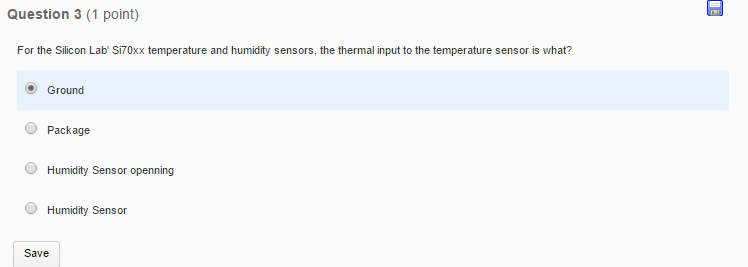 Question 3 (1 point)
For the Silicon Lab' Si70xx temperature and humidity sensors, the thermal input to the temperature sensor is what?
Ground
Package
Humidity Sensor openning
Humidity Sensor
Save